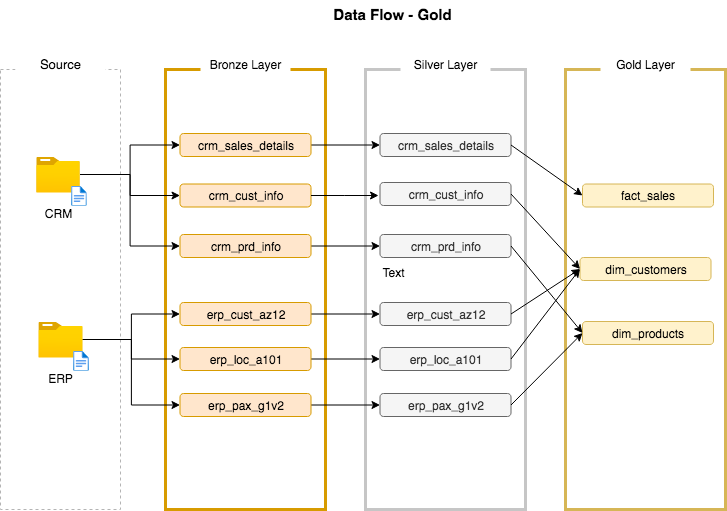 Data Flow - Gold
Source
Bronze Layer
Silver Layer
Gold Layer
CRM
ERP
crm_sales_details
crm_cust_info
crm_prd_info
erp_cust_az12
erp_loc_a101
erp_pax_g1v2
crm_sales_details
crm_cust_info
crm_prd_info
Text
erp_cust_az12
erp_loc_a101
erp_pax_g1v2
fact_sales
dim_customers
dim_products